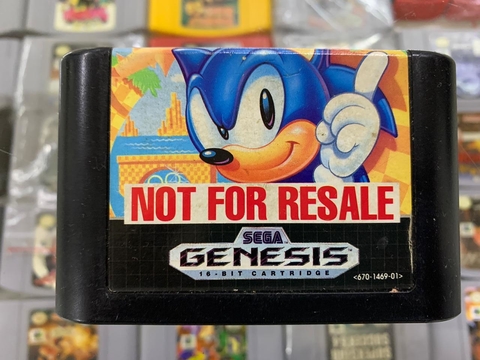 NOT FOR RESALE
SEGA
GENESIS
16-BIT CARTRIDGE
<670-1469-01>